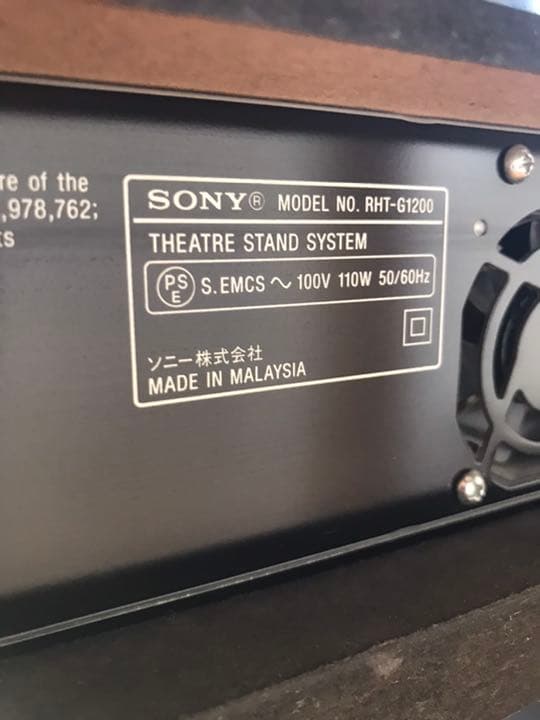 re of the
,978,762;
ts
SONY® MODEL NO. RHT-G1200
THEATRE STAND SYSTEM
PS E S.EMCS ~ 100V 110W 50/60Hz
ソニー株式会社
MADE IN MALAYSIA